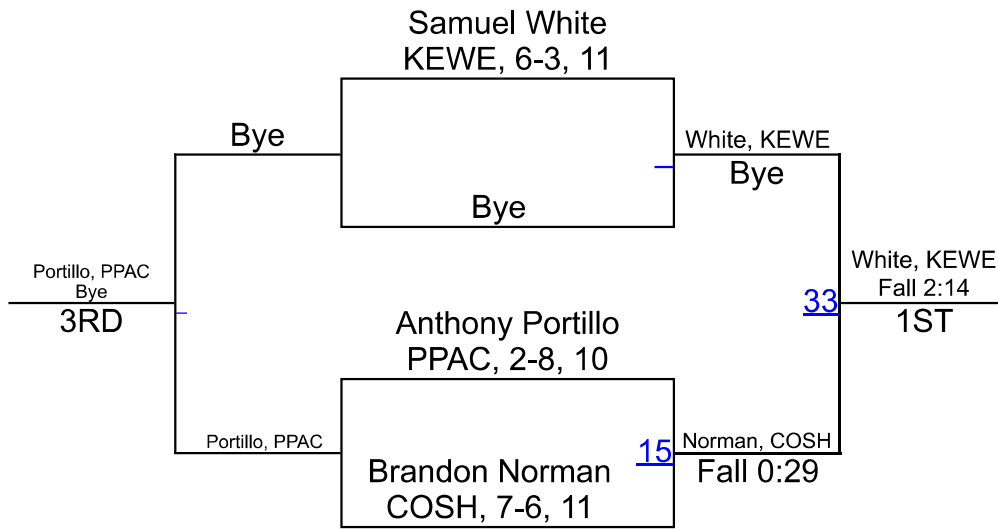 Samuel White
KEWE, 6-3, 11
Bye
White, KEWE
Bye
Bye
Portillo, PPAC
Bye
3RD
White, KEWE
Fall 2:14
33
1ST
Anthony Portillo
PPAC, 2-8, 10
Portillo, PPAC
15
Norman, COSH
Fall 0:29
Brandon Norman
COSH, 7-6, 11